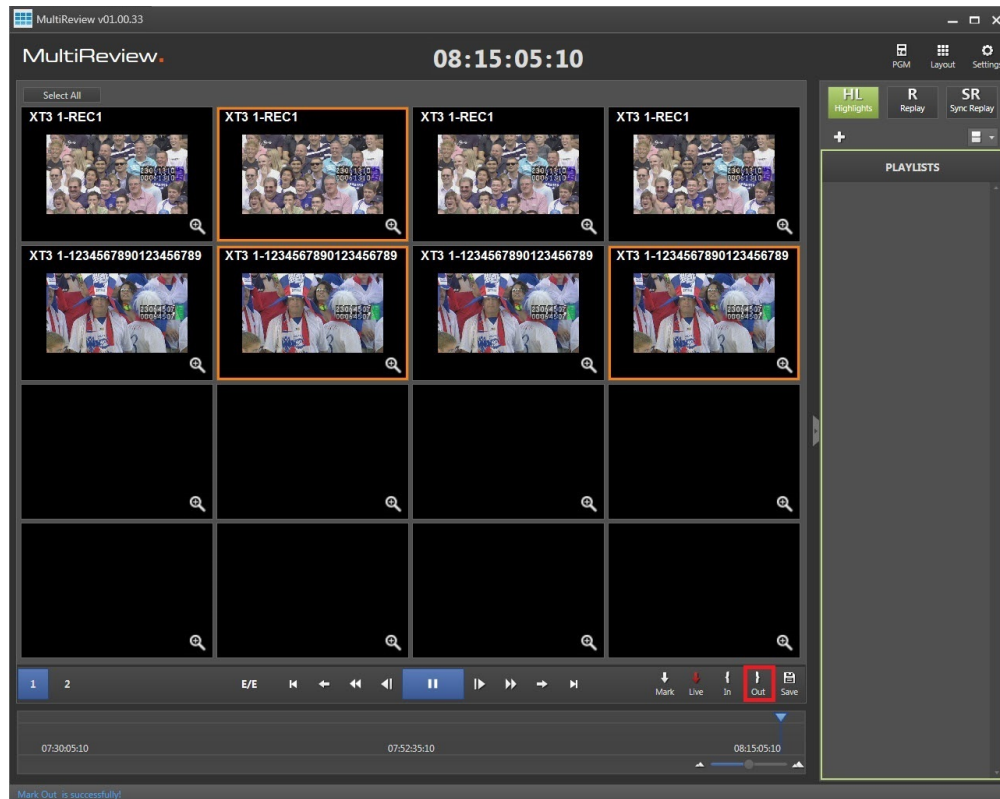 MultiReview v01.00.33
MultiReview.
08:15:05:10
PGM
Layout
Settings
Select All
XT3 1-REC1
XT3 1-REC1
XT3 1-REC1
XT3 1-REC1
XT3 1-1234567890123456789
XT3 1-1234567890123456789
XT3 1-1234567890123456789
XT3 1-1234567890123456789
HL
Highlights
R
Replay
SR
Sync Replay
PLAYLISTS
1
2
E/E
Mark
Live
In
Out
Save
07:30:05:10
07:52:35:10
08:15:05:10
Mark Out is successfully!